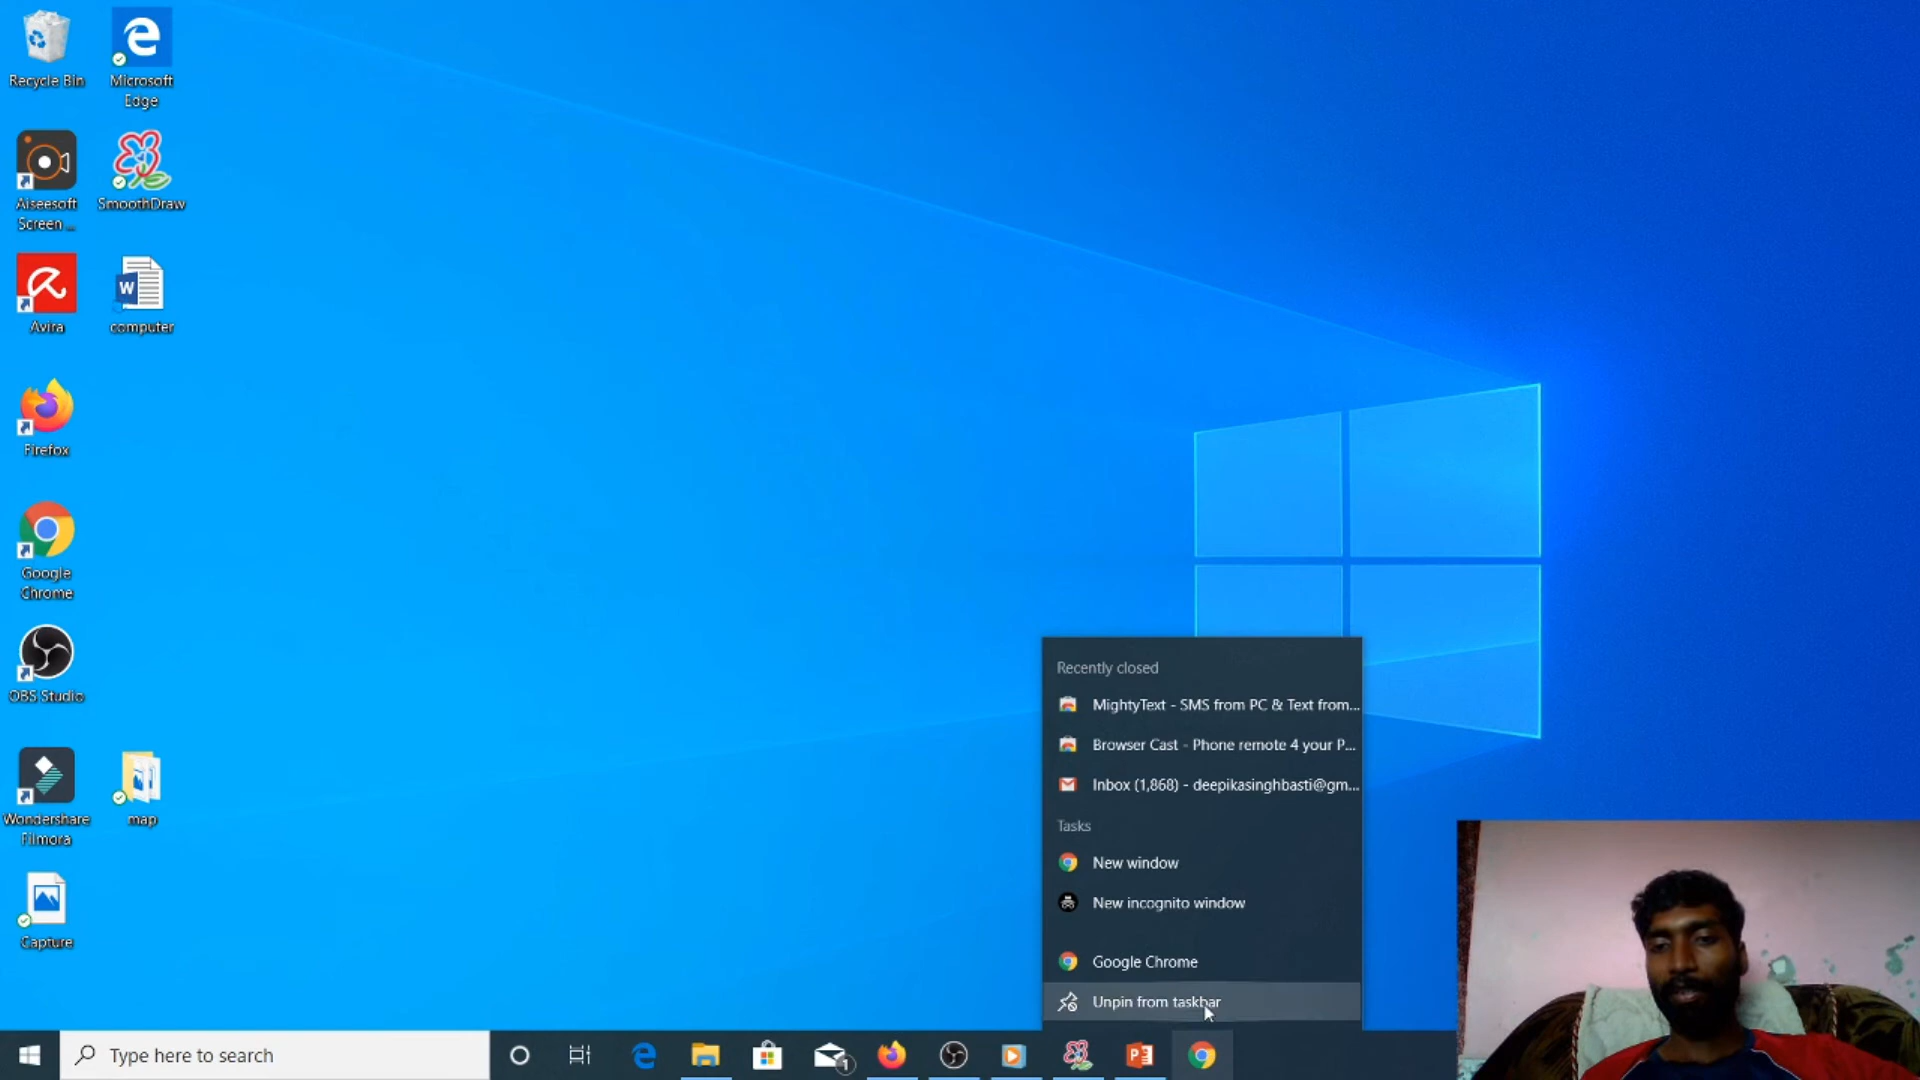 Recycle Bin
Microsoft
Edge
Aiseesoft
Screen ...
SmoothDraw
Avira
W
computer
Firefox
Google
Chrome
OBS Studio
Wondershare
Filmora
map
Capture
Recently closed
MightyText - SMS from PC & Text from...
Browser Cast - Phone remote 4 your P...
Inbox (1,868) - deepikasinghbasti@gm...
Tasks
New window
New incognito window
Google Chrome
Unpin from taskbar
Type here to search
1
P